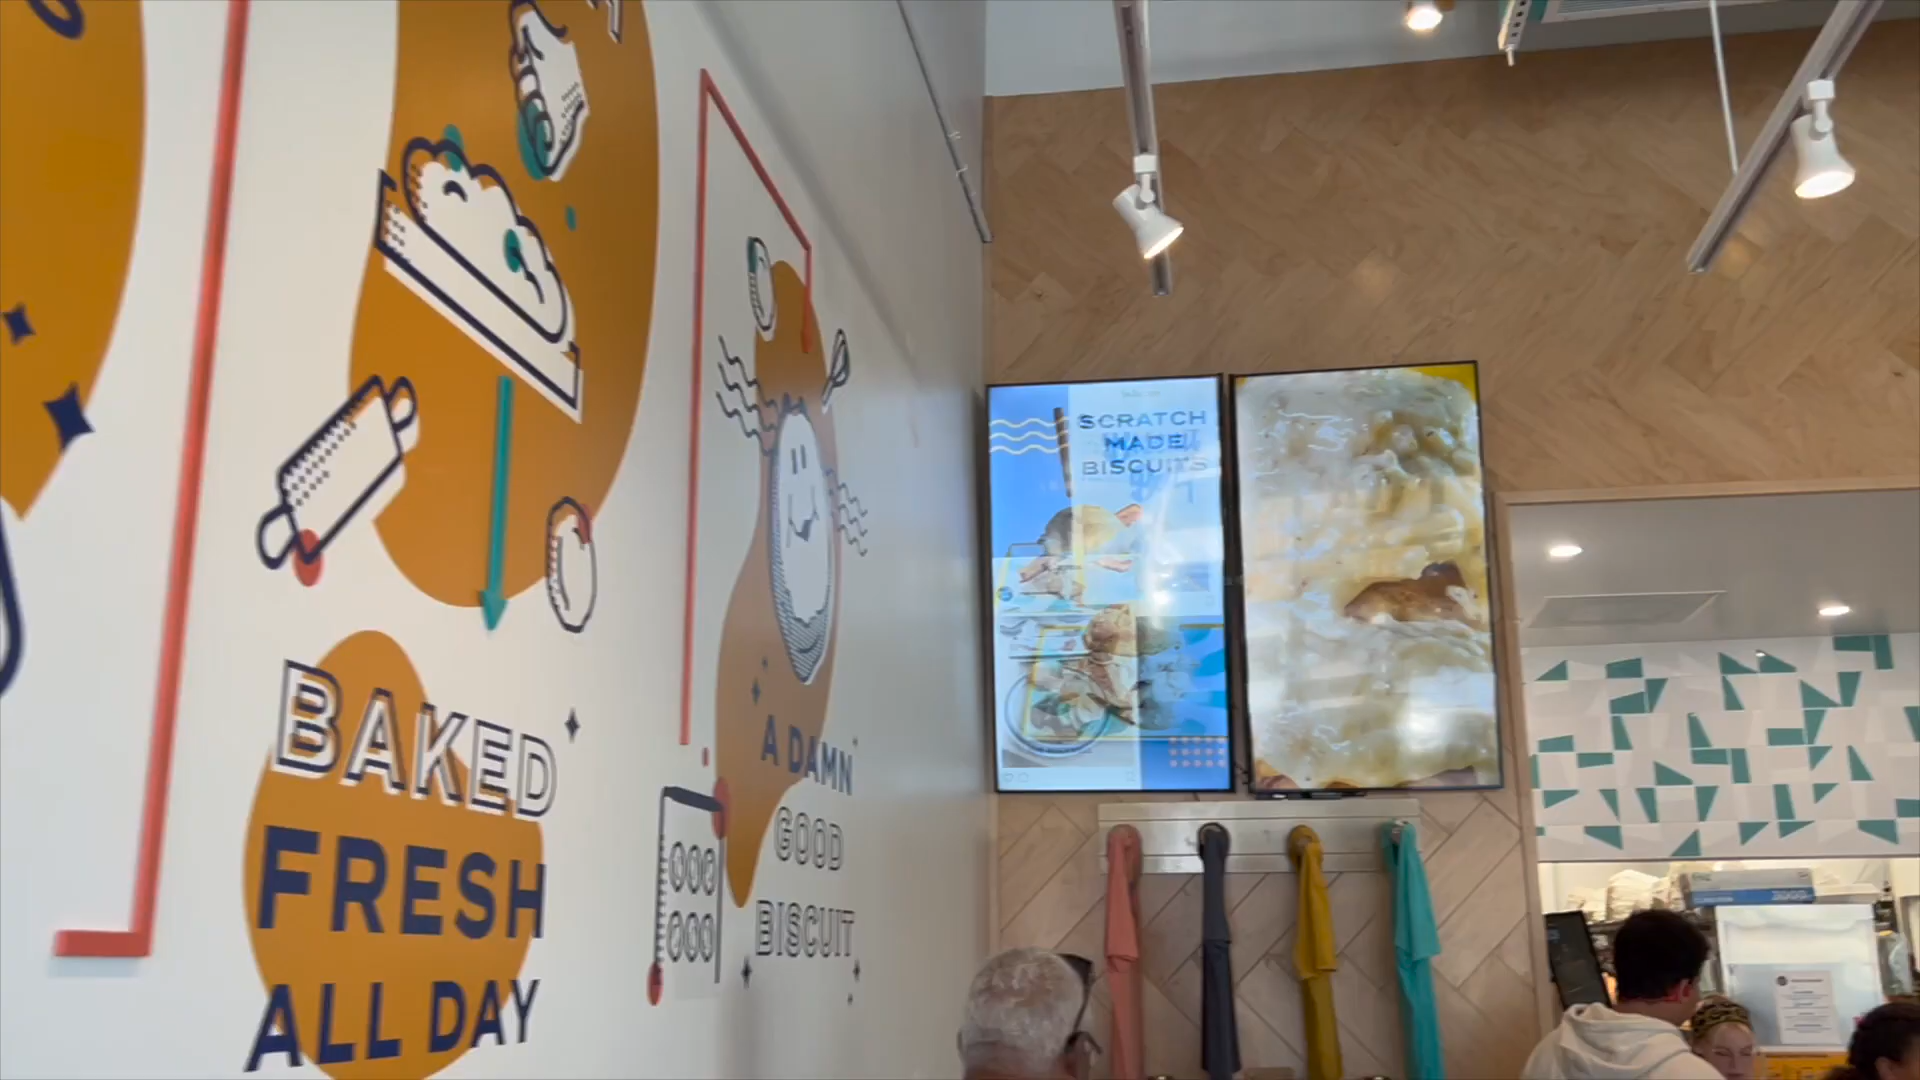 BAKED
FRESH
ALL DAY
A DAMN
GOOD
BISCUIT
SCRATCH
MADE
BISCUITS